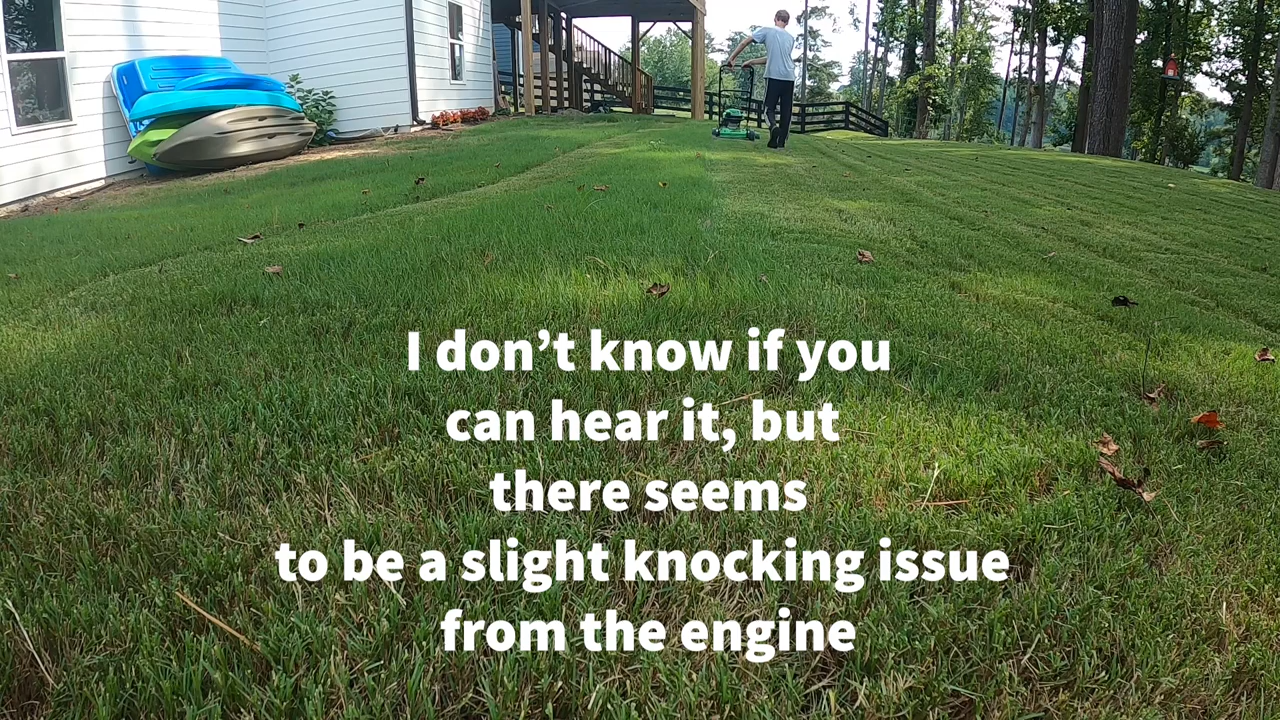 I don’t know if you
can hear it, but
there seems
to be a slight knocking issue
from the engine